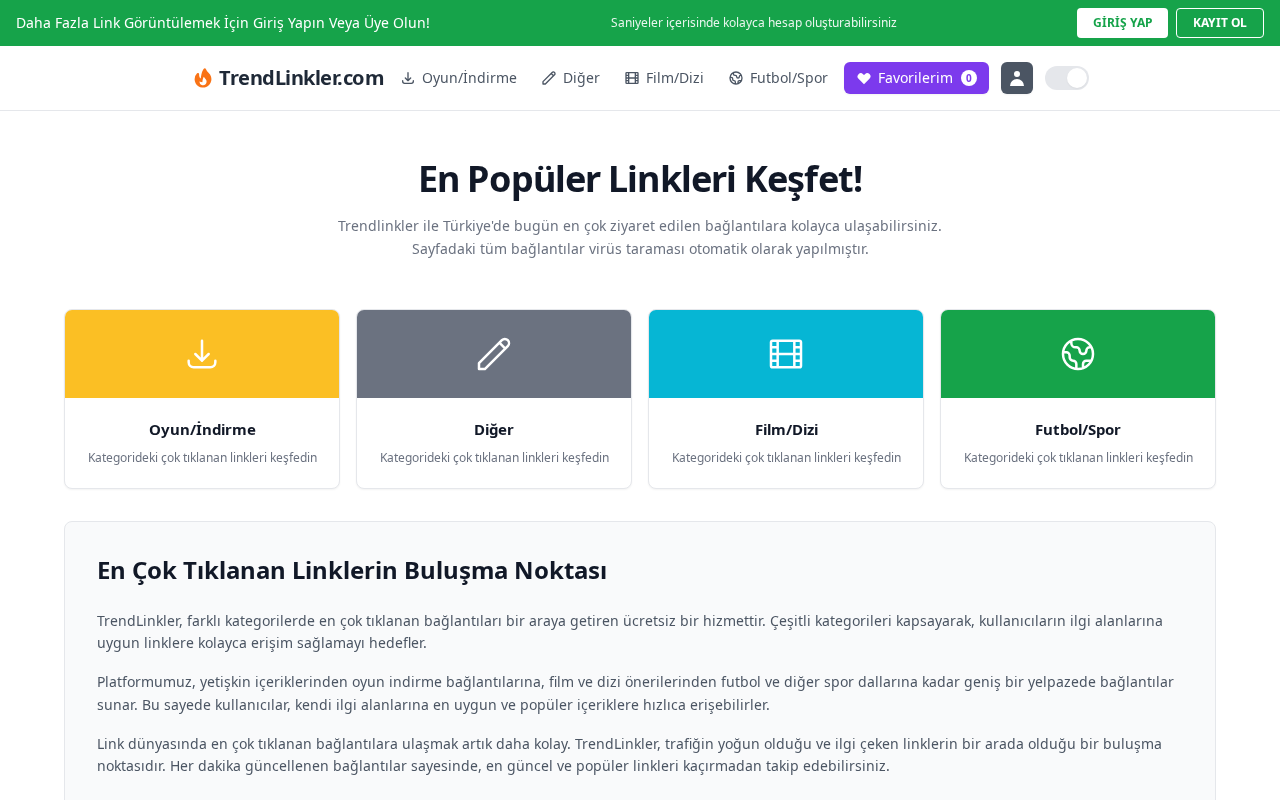 Daha Fazla Link Görüntülemek İçin Giriş Yapın Veya Üye Olun!
Saniyeler içerisinde kolayca hesap oluşturabilirsiniz
GİRİŞ YAP
KAYIT OL
TrendLinkler.com
Oyun/İndirme
Diğer
Film/Dizi
Futbol/Spor
Favorilerim 0
En Popüler Linkleri Keşfet!
Trendlinkler ile Türkiye'de bugün en çok ziyaret edilen bağlantılara kolayca ulaşabilirsiniz.
Sayfadaki tüm bağlantılar virüs taraması otomatik olarak yapılmıştır.
Oyun/İndirme
Kategorideki çok tıklanan linkleri keşfedin
Diğer
Kategorideki çok tıklanan linkleri keşfedin
Film/Dizi
Kategorideki çok tıklanan linkleri keşfedin
Futbol/Spor
Kategorideki çok tıklanan linkleri keşfedin
En Çok Tıklanan Linklerin Buluşma Noktası
TrendLinkler, farklı kategorilerde en çok tıklanan bağlantıları bir araya getiren ücretsiz bir hizmettir. Çeşitli kategorileri kapsayarak, kullanıcıların ilgi alanlarına
uygun linklere kolayca erişim sağlamayı hedefler.
Platformumuz, yetişkin içeriklerinden oyun indirme bağlantılarına, film ve dizi önerilerinden futbol ve diğer spor dallarına kadar geniş bir yelpazede bağlantılar
sunar. Bu sayede kullanıcılar, kendi ilgi alanlarına en uygun ve popüler içeriklere hızlıca erişebilirler.
Link dünyasında en çok tıklanan bağlantılara ulaşmak artık daha kolay. TrendLinkler, trafiğin yoğun olduğu ve ilgi çeken linklerin bir arada olduğu bir buluşma
noktasıdır. Her dakika güncellenen bağlantılar sayesinde, en güncel ve popüler linkleri kaçırmadan takip edebilirsiniz.